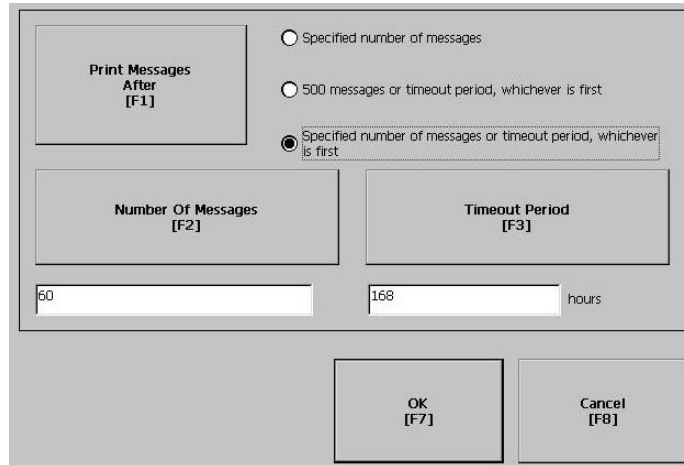 Print Messages
After
[F1]
Specified number of messages
500 messages or timeout period, whichever is first
Specified number of messages or timeout period, whichever
is first
Number Of Messages
[F2]
Timeout Period
[F3]
60
168
hours
OK
[F7]
Cancel
[F8]